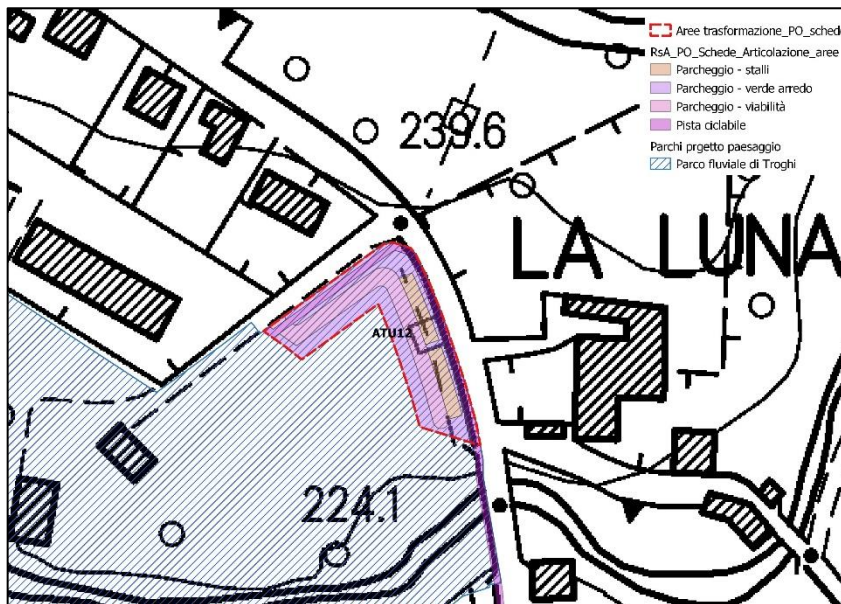 Aree trasformazione_PO_schede
RsA_PO_Schede_Articolazione_aree
Parcheggio - stalli
Parcheggio - verde arredo
Parcheggio - viabilità
Pista ciclabile
Parchi prgetto paesaggio
Parco fluviale di Troghi
239.6
LA LUNA
ATU12
224.1